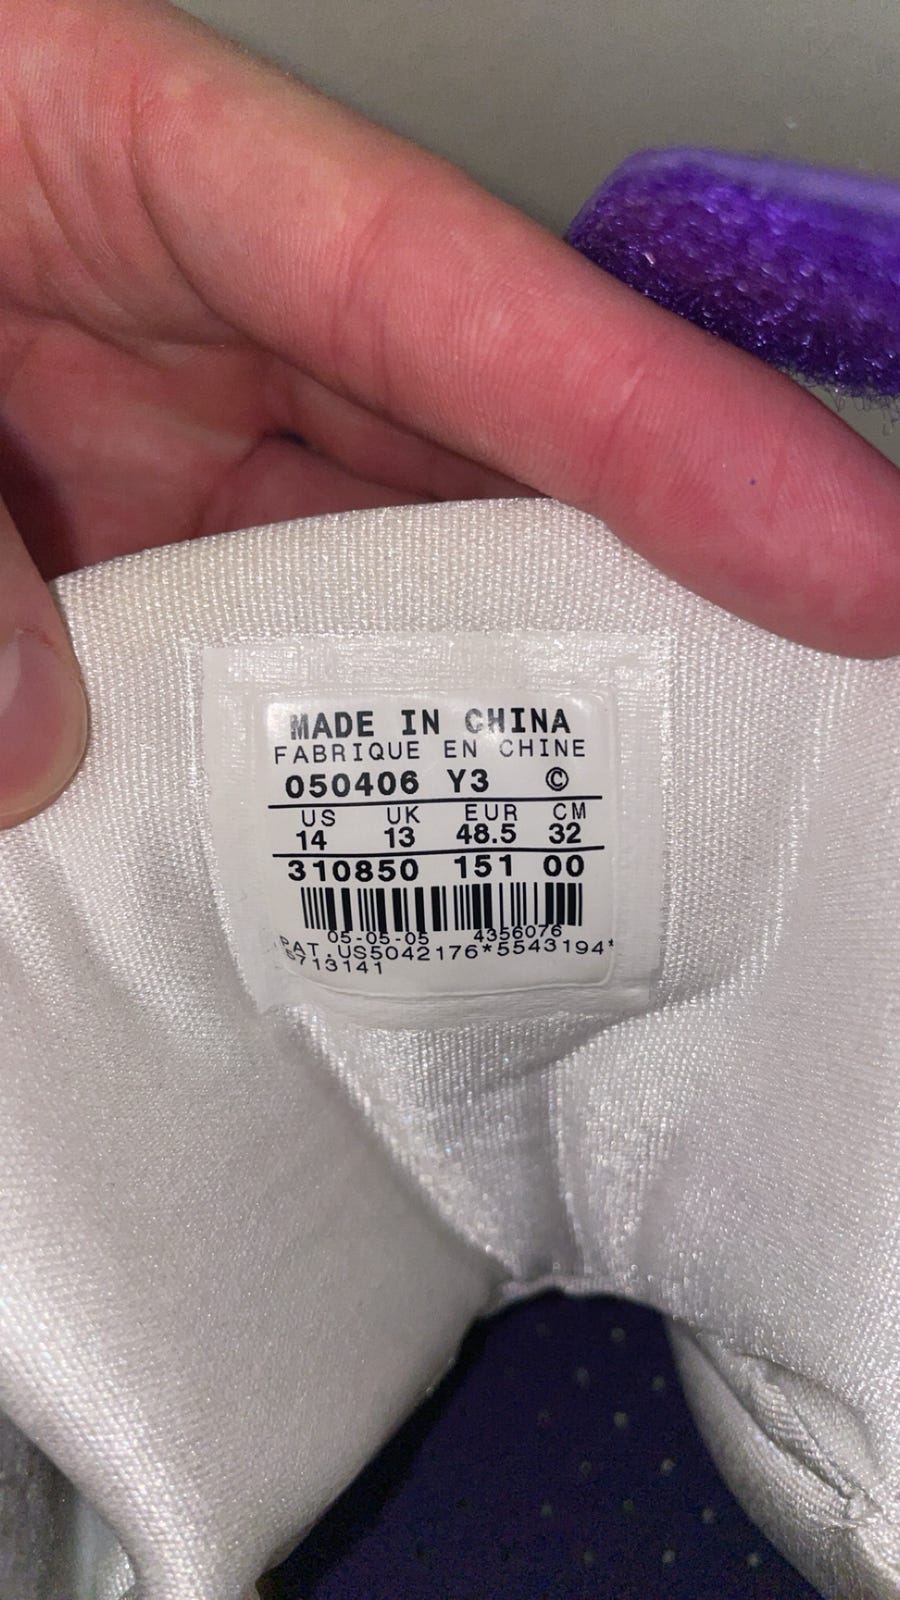 MADE IN CHINA
FABRIQUE EN CHINE
050406 Y3 ©
US UK EUR CM
14 13 48.5 32
310850 151 00
05-05-05 4356076
PAT.US5042176*5543194*
5713141